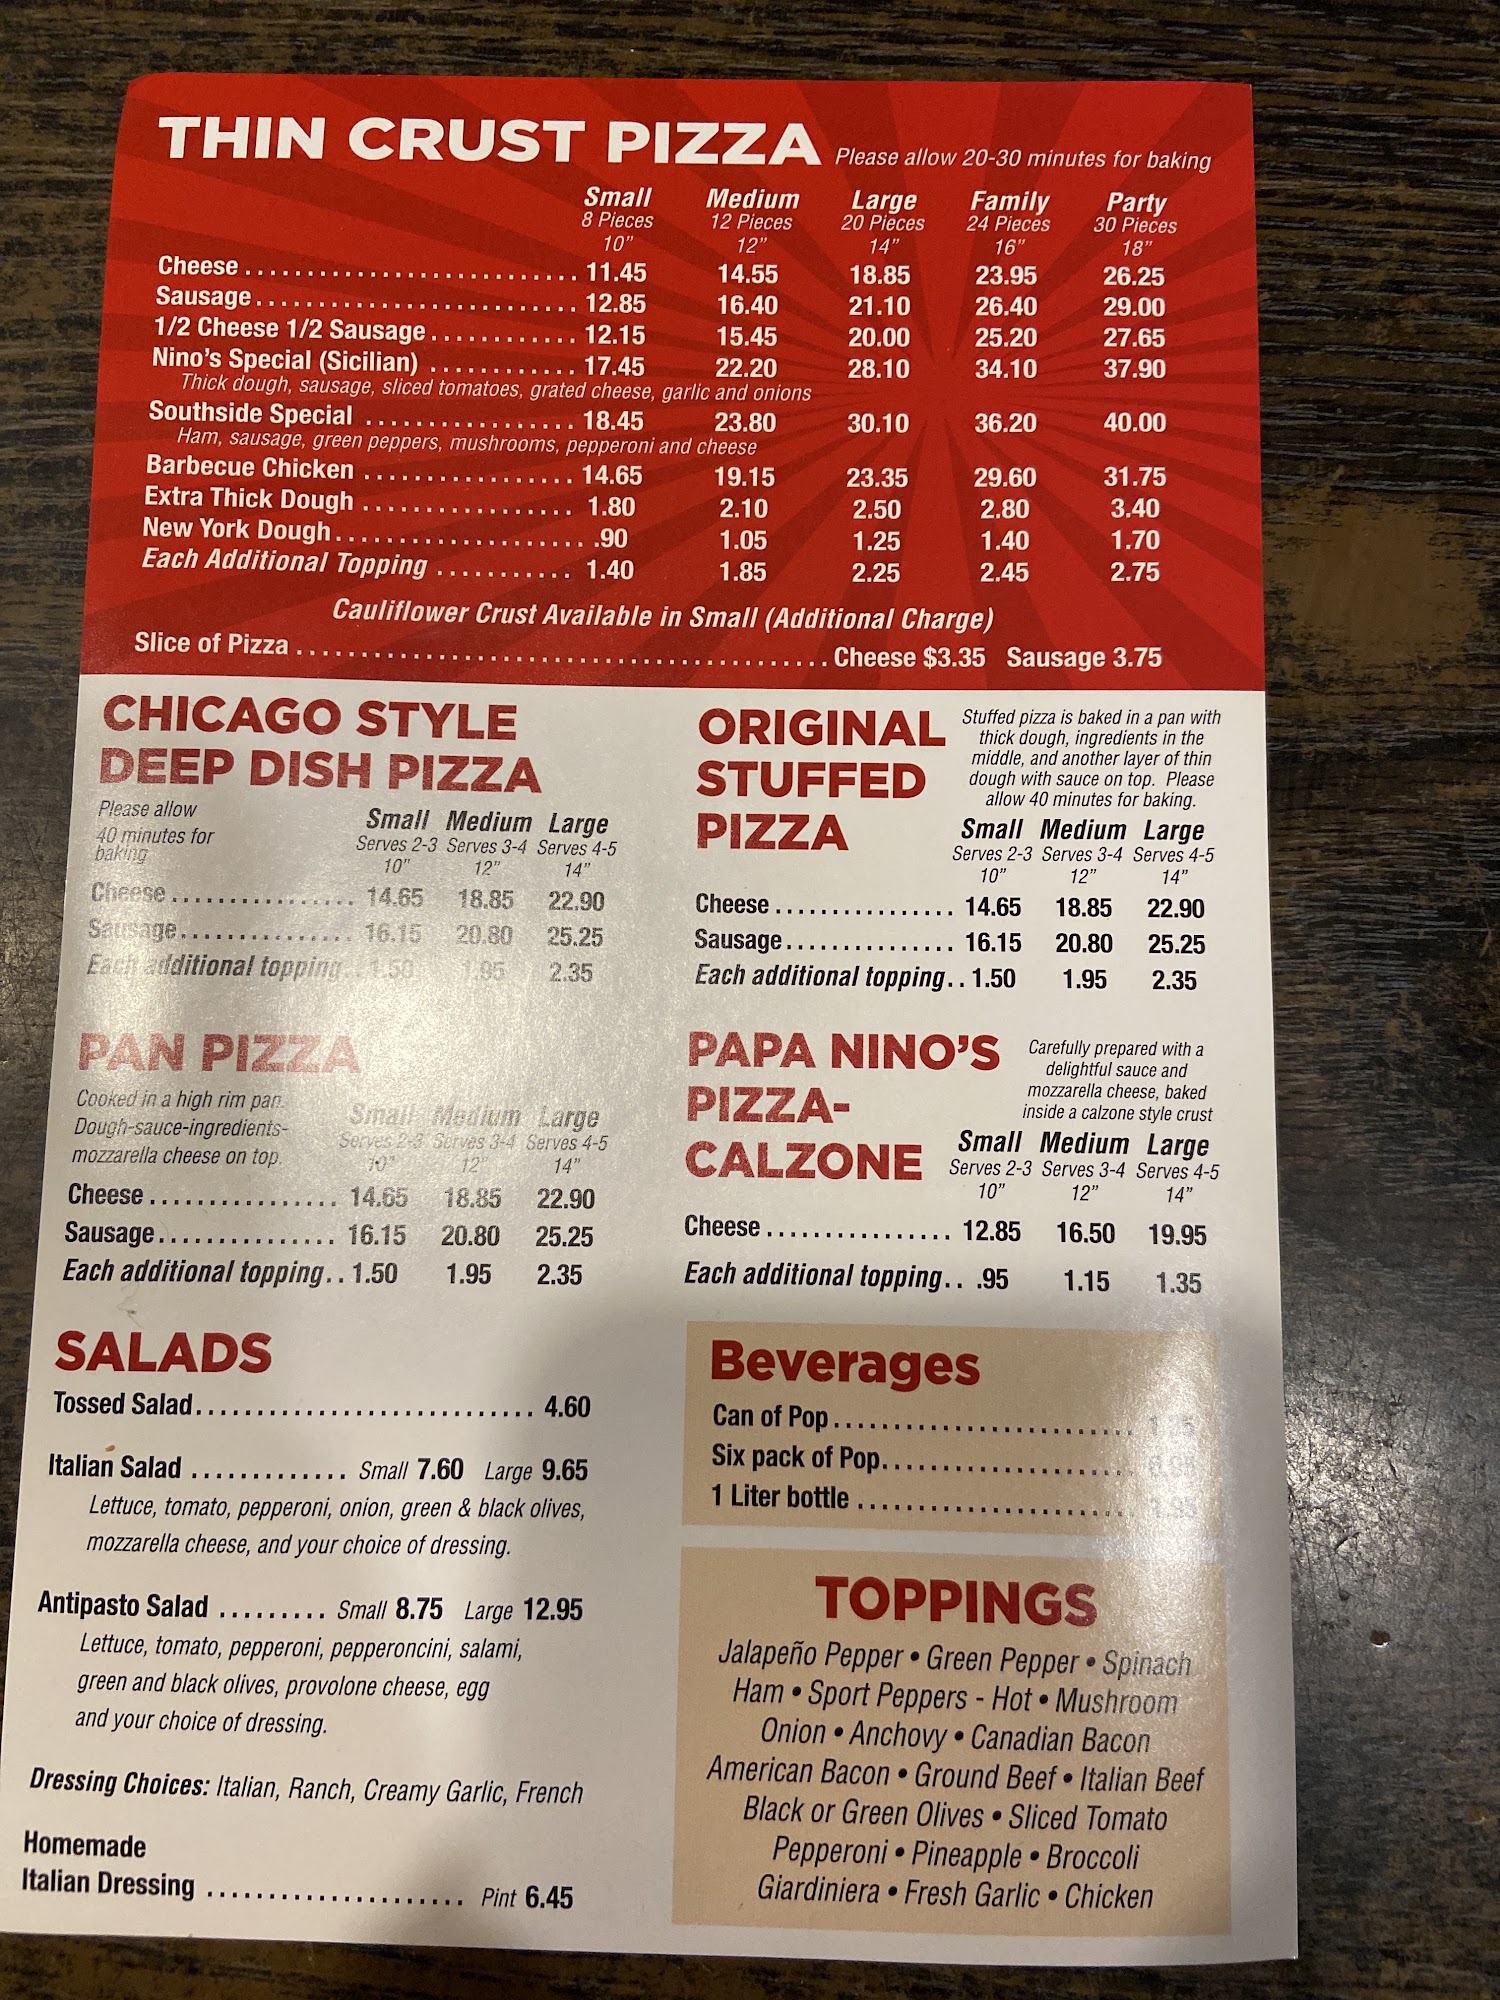 THIN CRUST PIZZA Please allow 20-30 minutes for baking
Small Medium Large Family Party
8 Pieces 12 Pieces 20 Pieces 24 Pieces 30 Pieces
10" 12" 14" 16" 18"
Cheese 11.45 14.55 18.85 23.95 26.25
Sausage 12.85 16.40 21.10 26.40 29.00
1/2 Cheese 1/2 Sausage 12.15 15.45 20.00 25.20 27.65
Nino's Special (Sicilian) 17.45 22.20 28.10 34.10 37.90
Thick dough, sausage, sliced tomatoes, grated cheese, garlic and onions
Southside Special 18.45 23.80 30.10 36.20 40.00
Ham, sausage, green peppers, mushrooms, pepperoni and cheese
Barbecue Chicken 14.65 19.15 23.35 29.60 31.75
Extra Thick Dough 1.80 2.10 2.50 2.80 3.40
New York Dough .90 1.05 1.25 1.40 1.70
Each Additional Topping 1.40 1.85 2.25 2.45 2.75
Cauliflower Crust Available in Small (Additional Charge)
Slice of Pizza Cheese $3.35 Sausage 3.75
CHICAGO STYLE
DEEP DISH PIZZA
Please allow
40 minutes for
baking
Small Medium Large
Serves 2-3 Serves 3-4 Serves 4-5
10" 12" 14"
Cheese 14.65 18.85 22.90
Sausage 16.15 20.80 25.25
Each additional topping 1.50 1.95 2.35
ORIGINAL
STUFFED
PIZZA
Stuffed pizza is baked in a pan with
thick dough, ingredients in the
middle, and another layer of thin
dough with sauce on top. Please
allow 40 minutes for baking.
Small Medium Large
Serves 2-3 Serves 3-4 Serves 4-5
10" 12" 14"
Cheese 14.65 18.85 22.90
Sausage 16.15 20.80 25.25
Each additional topping 1.50 1.95 2.35
PAN PIZZA
Cooked in a high rim pan.
Dough-sauce-ingredients-
mozzarella cheese on top.
Small Medium Large
Serves 2-3 Serves 3-4 Serves 4-5
10" 12" 14"
Cheese 14.65 18.85 22.90
Sausage 16.15 20.80 25.25
Each additional topping 1.50 1.95 2.35
PAPA NINO'S
PIZZA-
CALZONE
Carefully prepared with a
delightful sauce and
mozzarella cheese, baked
inside a calzone style crust
Small Medium Large
Serves 2-3 Serves 3-4 Serves 4-5
10" 12" 14"
Cheese 12.85 16.50 19.95
Each additional topping .95 1.15 1.35
SALADS
Tossed Salad 4.60
Italian Salad Small 7.60 Large 9.65
Lettuce, tomato, pepperoni, onion, green & black olives,
mozzarella cheese, and your choice of dressing.
Antipasto Salad Small 8.75 Large 12.95
Lettuce, tomato, pepperoni, pepperoncini, salami,
green and black olives, provolone cheese, egg
and your choice of dressing.
Dressing Choices: Italian, Ranch, Creamy Garlic, French
Homemade
Italian Dressing Pint 6.45
Beverages
Can of Pop
Six pack of Pop
1 Liter bottle
TOPPINGS
Jalapeño Pepper • Green Pepper • Spinach
Ham • Sport Peppers - Hot • Mushroom
Onion • Anchovy • Canadian Bacon
American Bacon • Ground Beef • Italian Beef
Black or Green Olives • Sliced Tomato
Pepperoni • Pineapple • Broccoli
Giardiniera • Fresh Garlic • Chicken